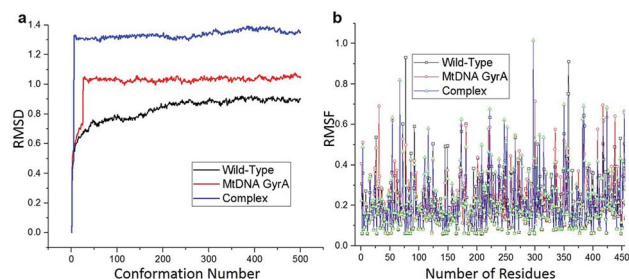 a
RMSD
1.4
1.2
1.0
0.8
0.6
0.4
0.2
0.0
Wild-Type
MtDNA GyrA
Complex
0 100 200 300 400 500
Conformation Number
b
RMSF
1.0
0.8
0.6
0.4
0.2
0.0
Wild-Type
MtDNA GyrA
Complex
0 50 100 150 200 250 300 350 400 450
Number of Residues